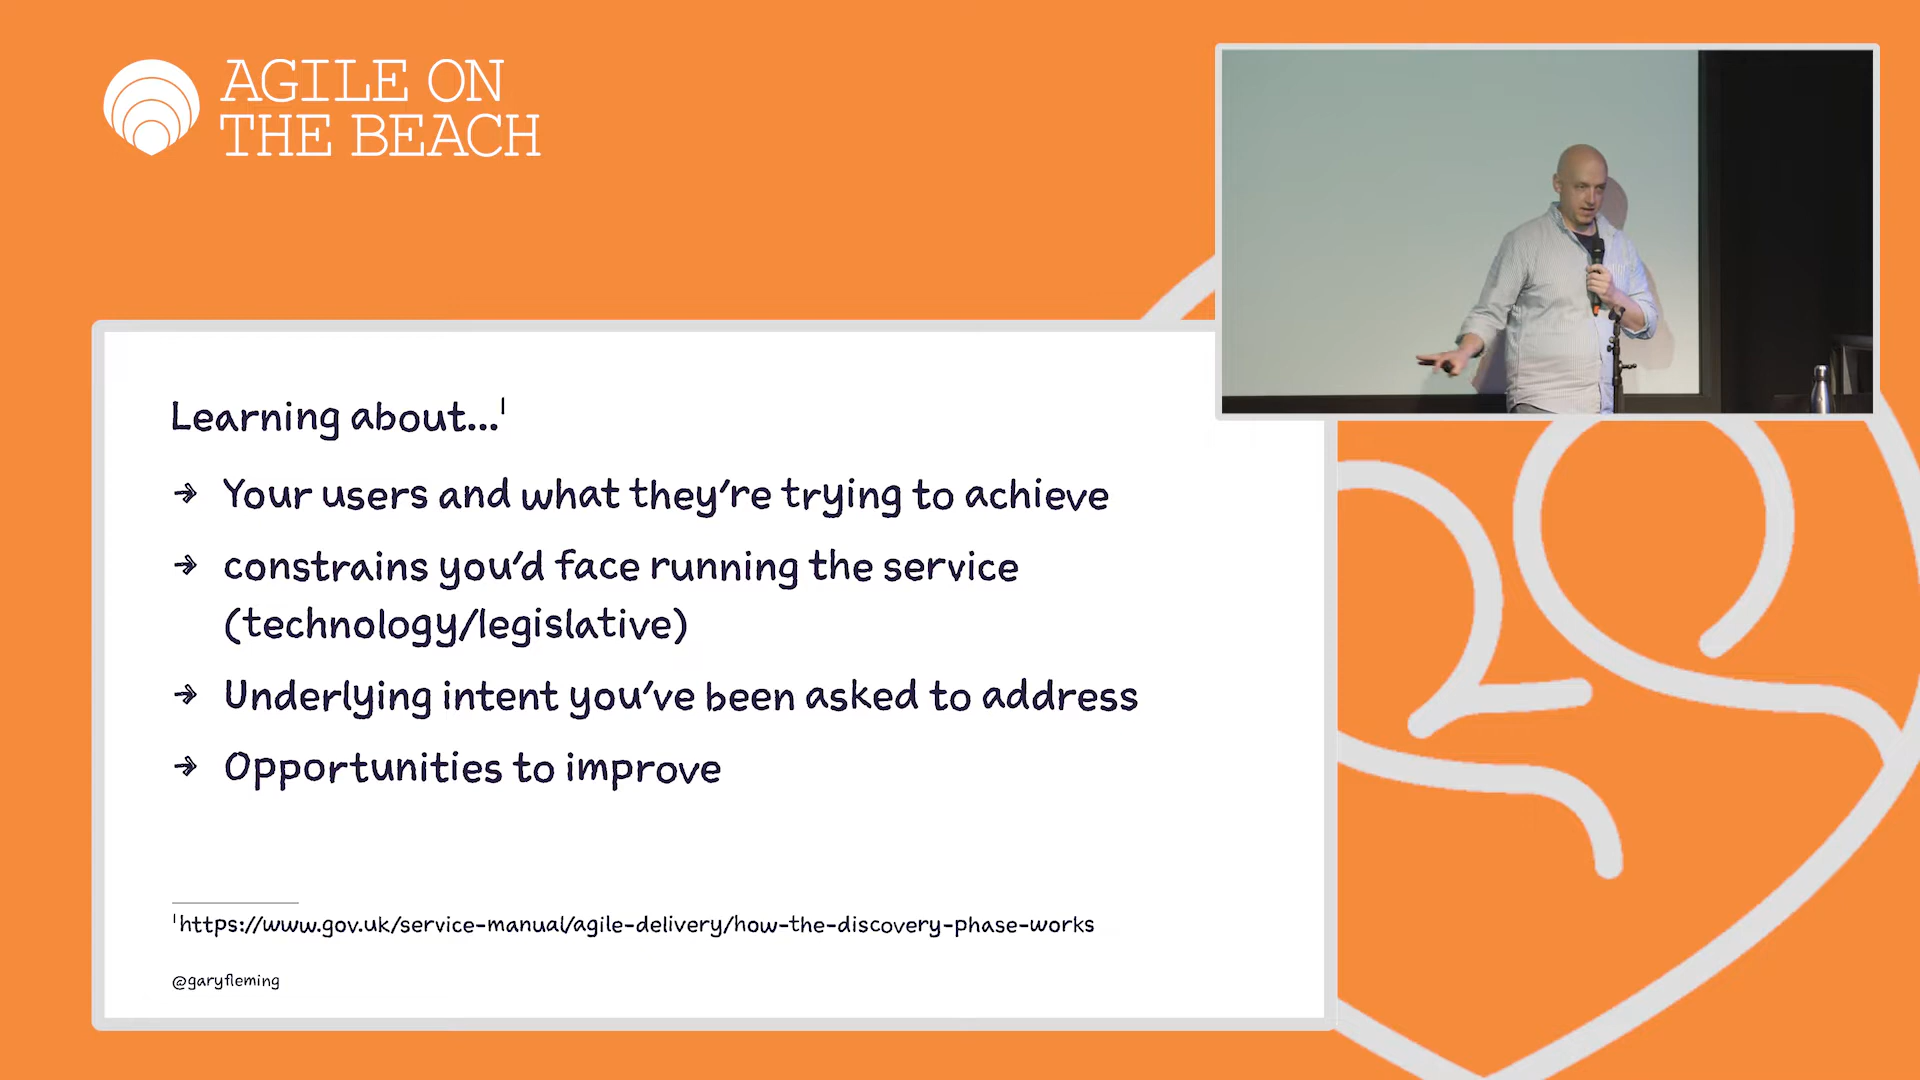 AGILE ON
THE BEACH
Learning about...¹
→ Your users and what they’re trying to achieve
→ constrains you’d face running the service
(technology/legislative)
→ Underlying intent you’ve been asked to address
→ Opportunities to improve
¹https://www.gov.uk/service-manual/agile-delivery/how-the-discovery-phase-works
@garyfleming